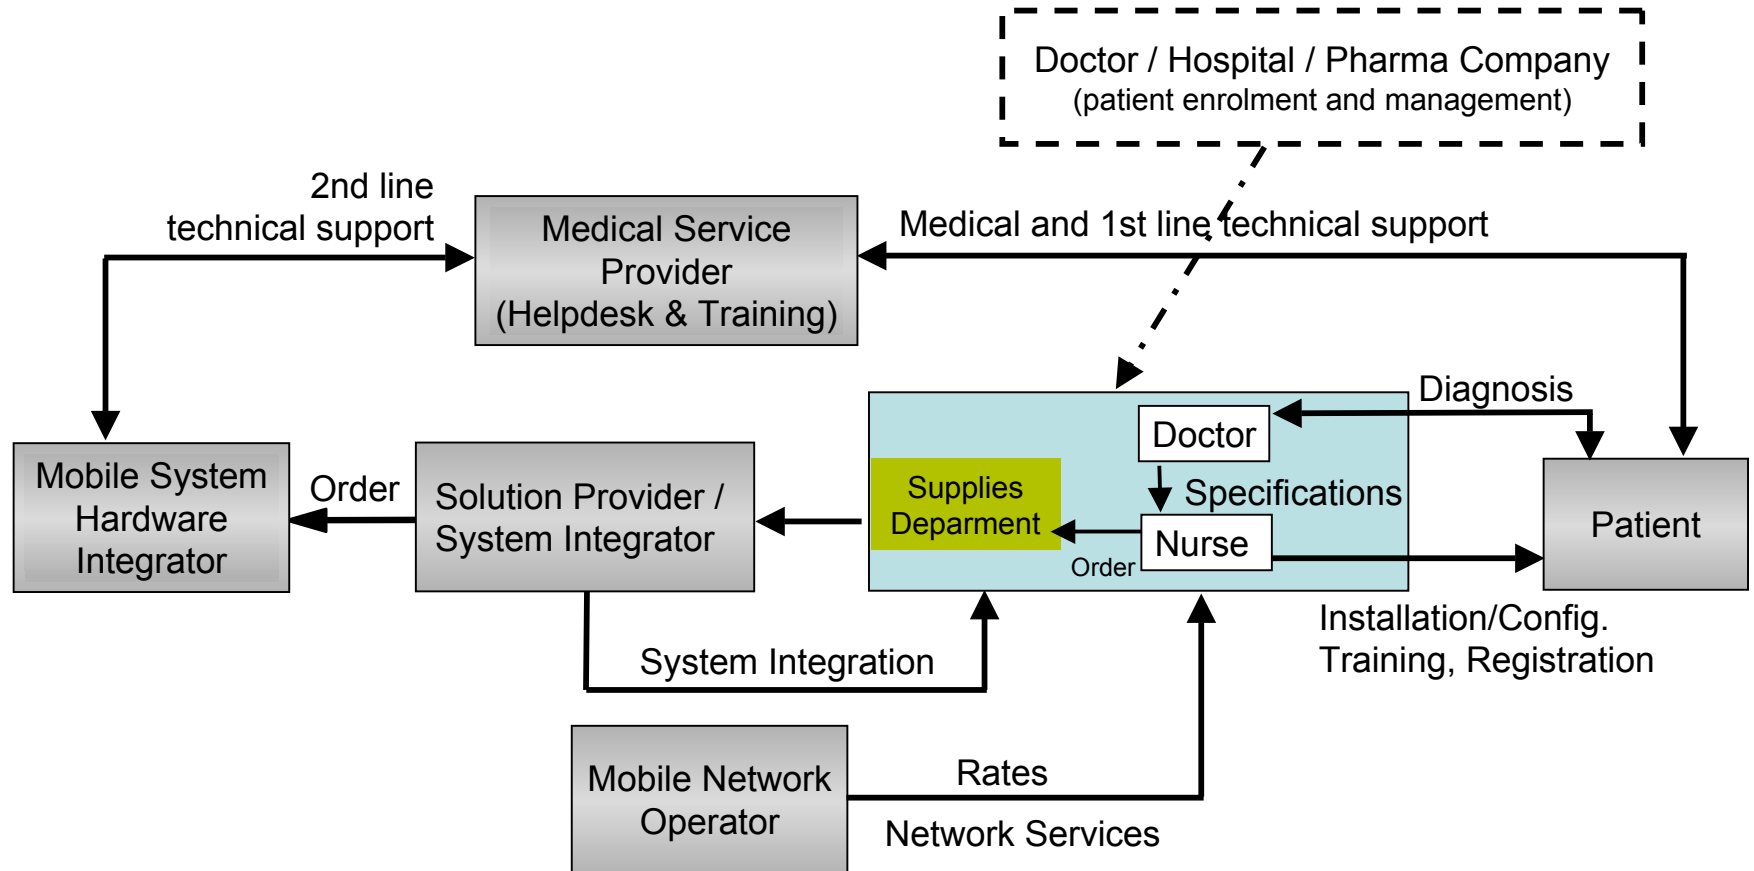 Doctor / Hospital / Pharma Company
(patient enrolment and management)
2nd line
technical support
Medical Service
Provider
(Helpdesk & Training)
Medical and 1st line technical support
Diagnosis
Doctor
Specifications
Supplies
Deparment
Nurse
Order
Mobile System
Hardware
Integrator
Order
Solution Provider /
System Integrator
Patient
Installation/Config.
Training, Registration
System Integration
Mobile Network
Operator
Rates
Network Services